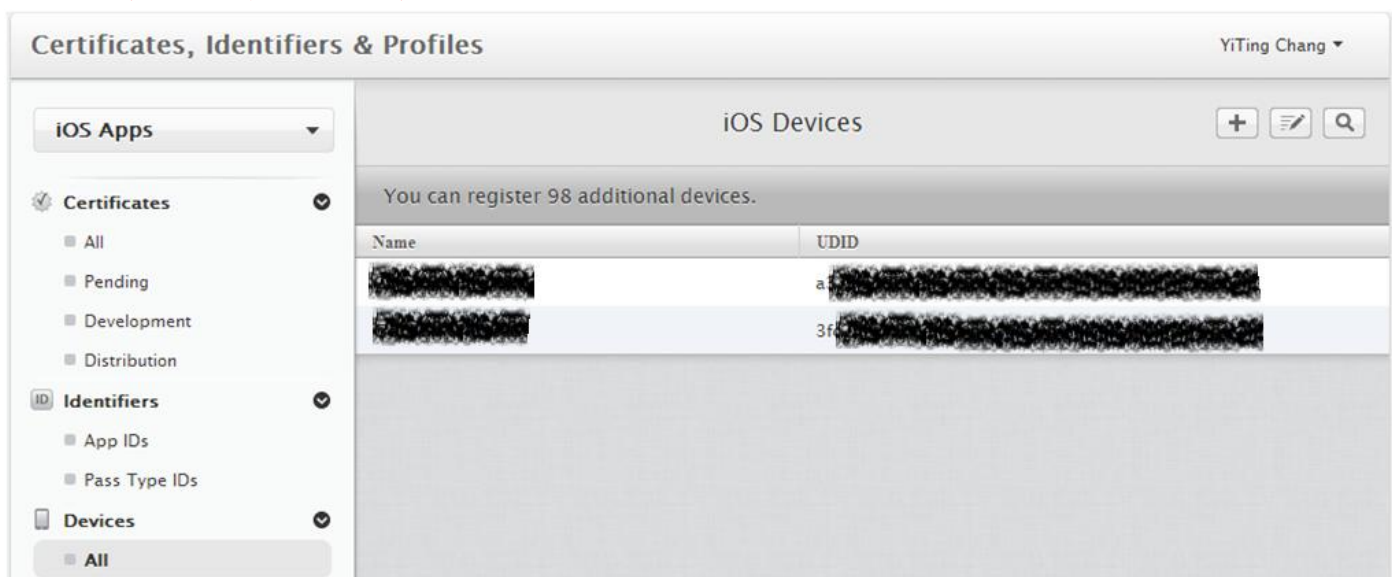 Certificates, Identifiers & Profiles
YiTing Chang
iOS Apps
iOS Devices
Certificates
You can register 98 additional devices.
All
Name
UDID
Pending
Development
Distribution
ID
Identifiers
App IDs
Pass Type IDs
Devices
All